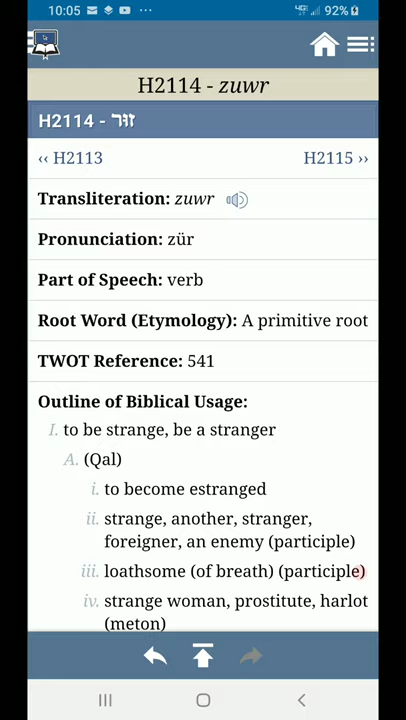 10:05 92%
H2114 - zuwr
H2114 - זוּר
‹‹ H2113 H2115 ››
Transliteration: zuwr
Pronunciation: zür
Part of Speech: verb
Root Word (Etymology): A primitive root
TWOT Reference: 541
Outline of Biblical Usage:
I. to be strange, be a stranger
A. (Qal)
i. to become estranged
ii. strange, another, stranger,
foreigner, an enemy (participle)
iii. loathsome (of breath) (participle)
iv. strange woman, prostitute, harlot
(meton)